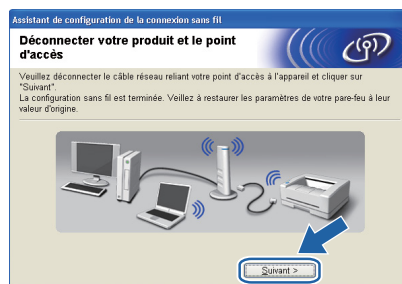 Assistant de configuration de la connexion sans fil
Déconnecter votre produit et le point
d'accès
Veuillez déconnecter le câble réseau reliant votre point d'accès à l'appareil et cliquer sur
"Suivant".
La configuration sans fil est terminée. Veillez à restaurer les paramètres de votre pare-feu à leur
valeur d'origine.
Suivant >